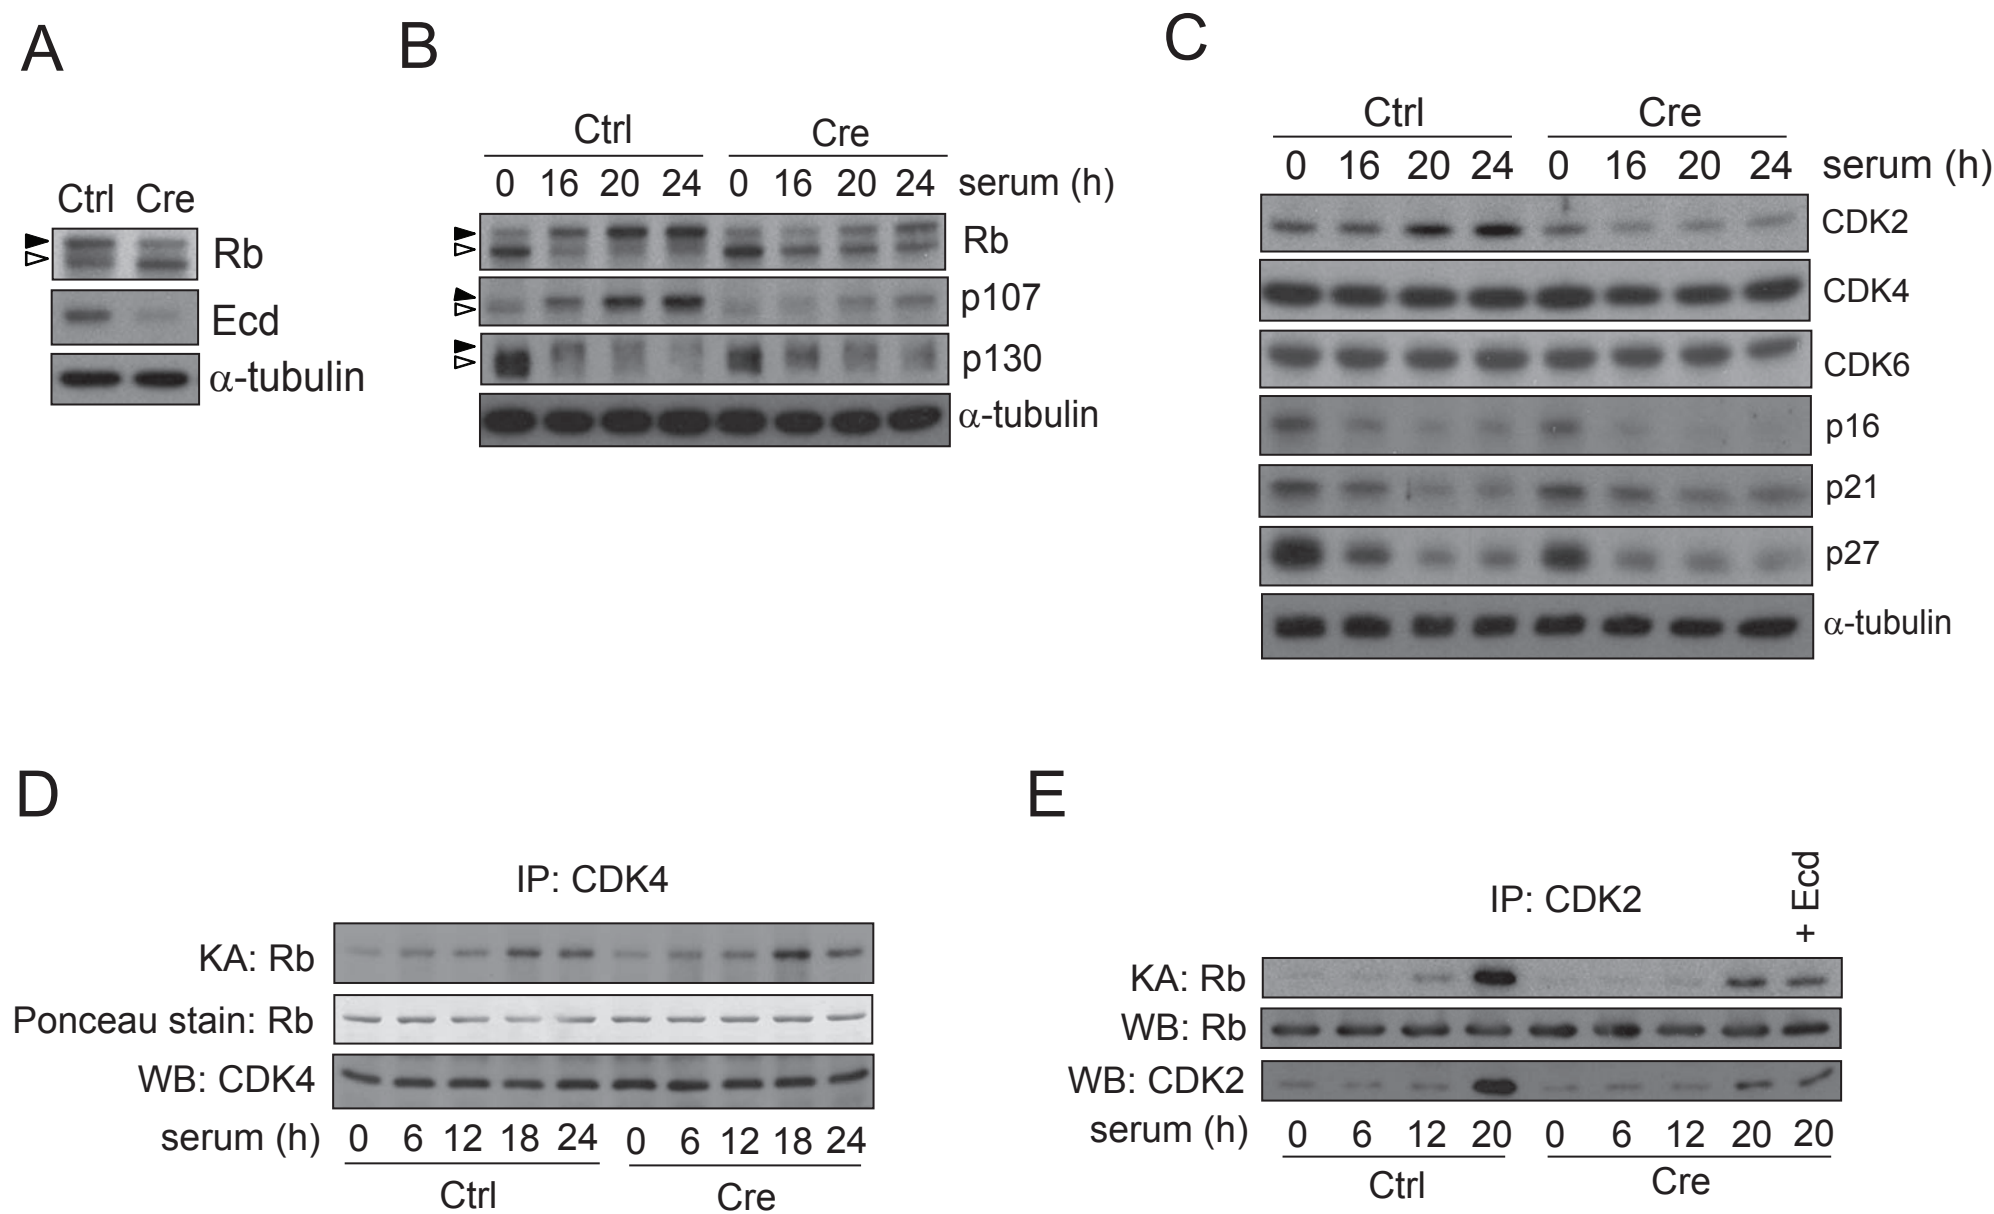 A
Ctrl Cre
Rb
Ecd
α-tubulin
B
Ctrl Cre
0 16 20 24 0 16 20 24 serum (h)
Rb
p107
p130
α-tubulin
C
Ctrl Cre
0 16 20 24 0 16 20 24 serum (h)
CDK2
CDK4
CDK6
p16
p21
p27
α-tubulin
D
IP: CDK4
KA: Rb
Ponceau stain: Rb
WB: CDK4
serum (h) 0 6 12 18 24 0 6 12 18 24
Ctrl Cre
E
IP: CDK2
+ Ecd
KA: Rb
WB: Rb
WB: CDK2
serum (h) 0 6 12 20 0 6 12 20 20
Ctrl Cre